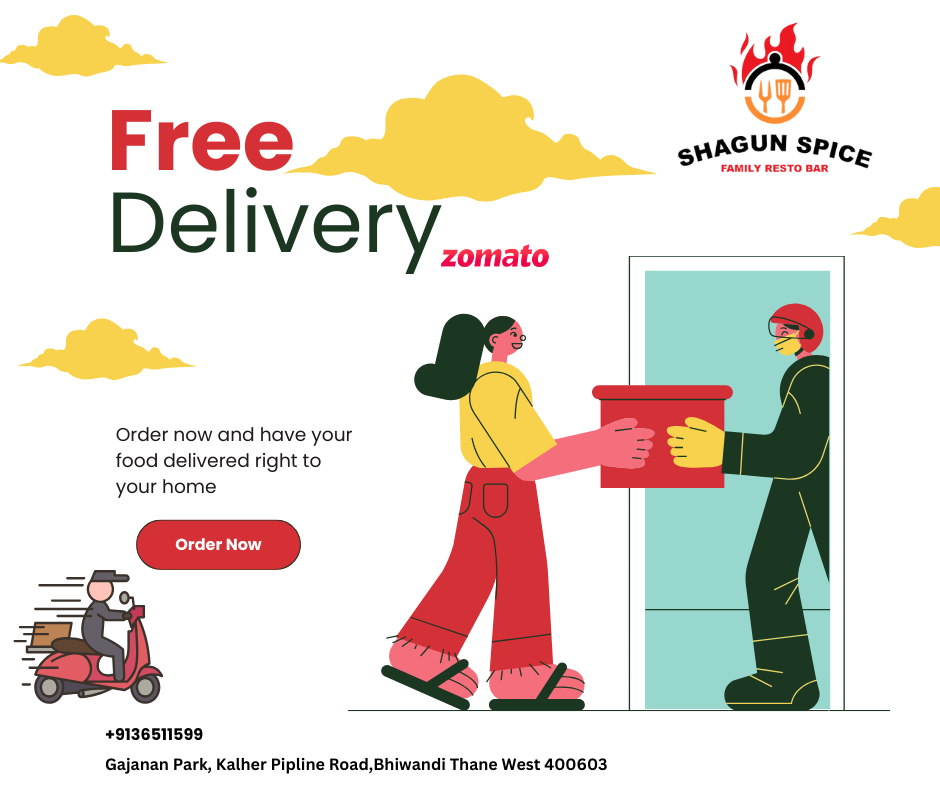 SHAGUN SPICE
FAMILY RESTO BAR
Free
Delivery
zomato
Order now and have your
food delivered right to
your home
Order Now
+9136511599
Gajanan Park, Kalher Pipline Road,Bhiwandi Thane West 400603